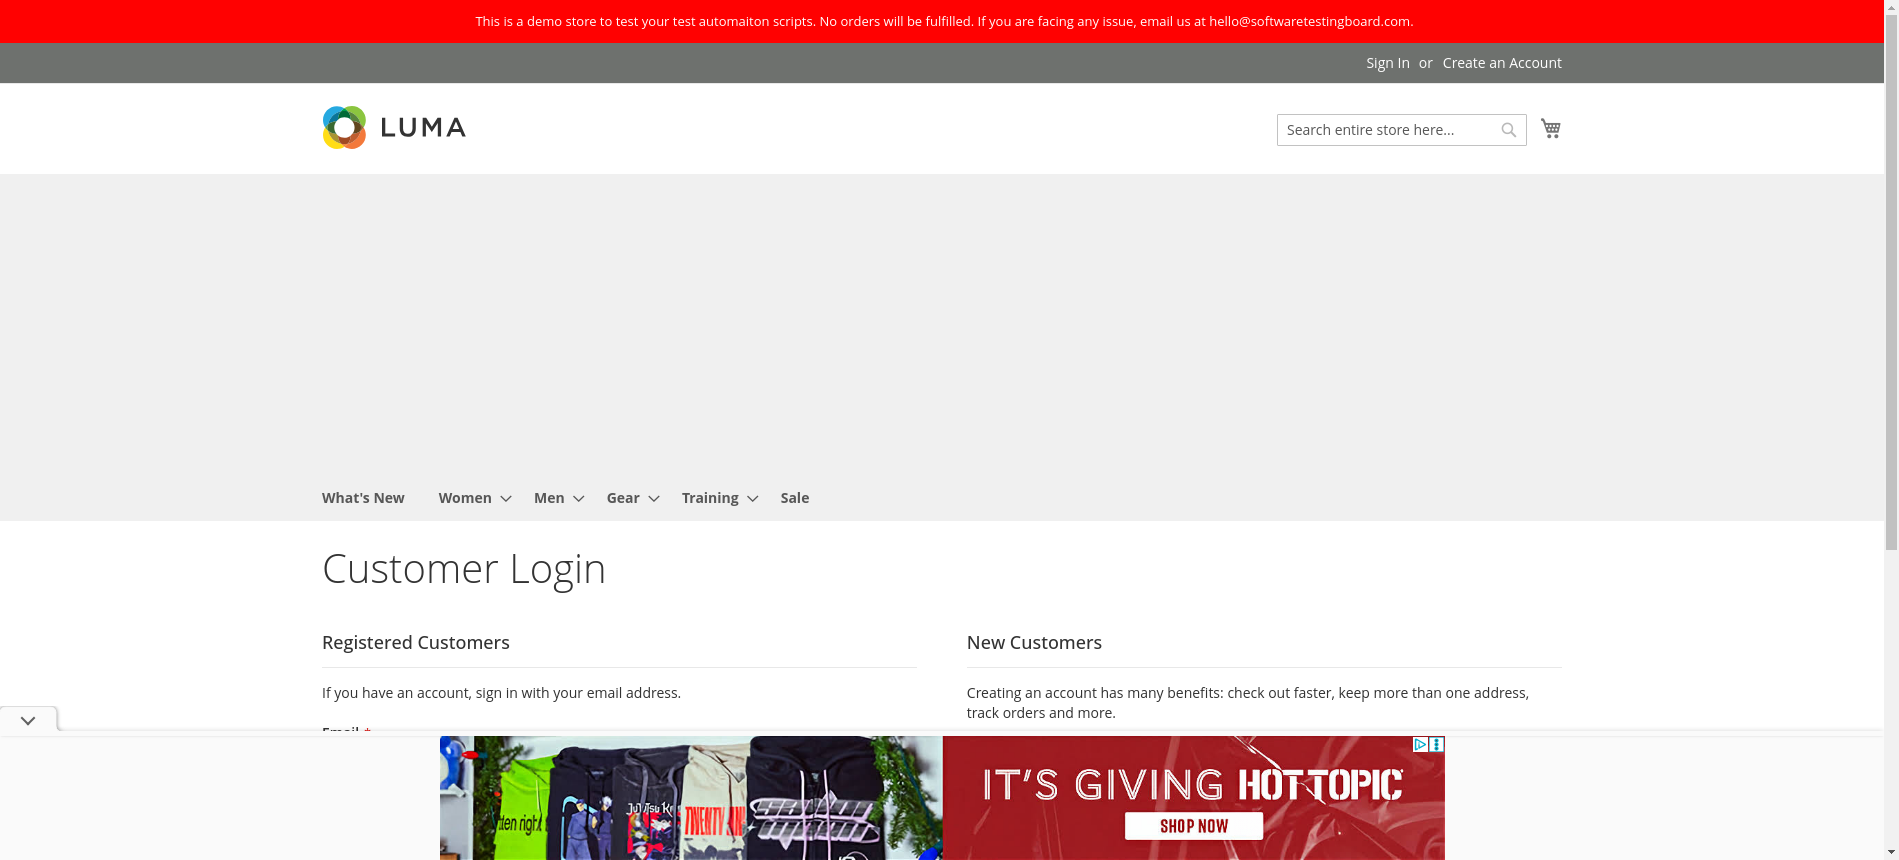 This is a demo store to test your test automaiton scripts. No orders will be fulfilled. If you are facing any issue, email us at hello@softwaretestingboard.com.
Sign In or Create an Account
LUMA
Search entire store here...
What's New Women Men Gear Training Sale
Customer Login
Registered Customers
If you have an account, sign in with your email address.
Email *
New Customers
Creating an account has many benefits: check out faster, keep more than one address,
track orders and more.
IT'S GIVING HOT TOPIC
SHOP NOW